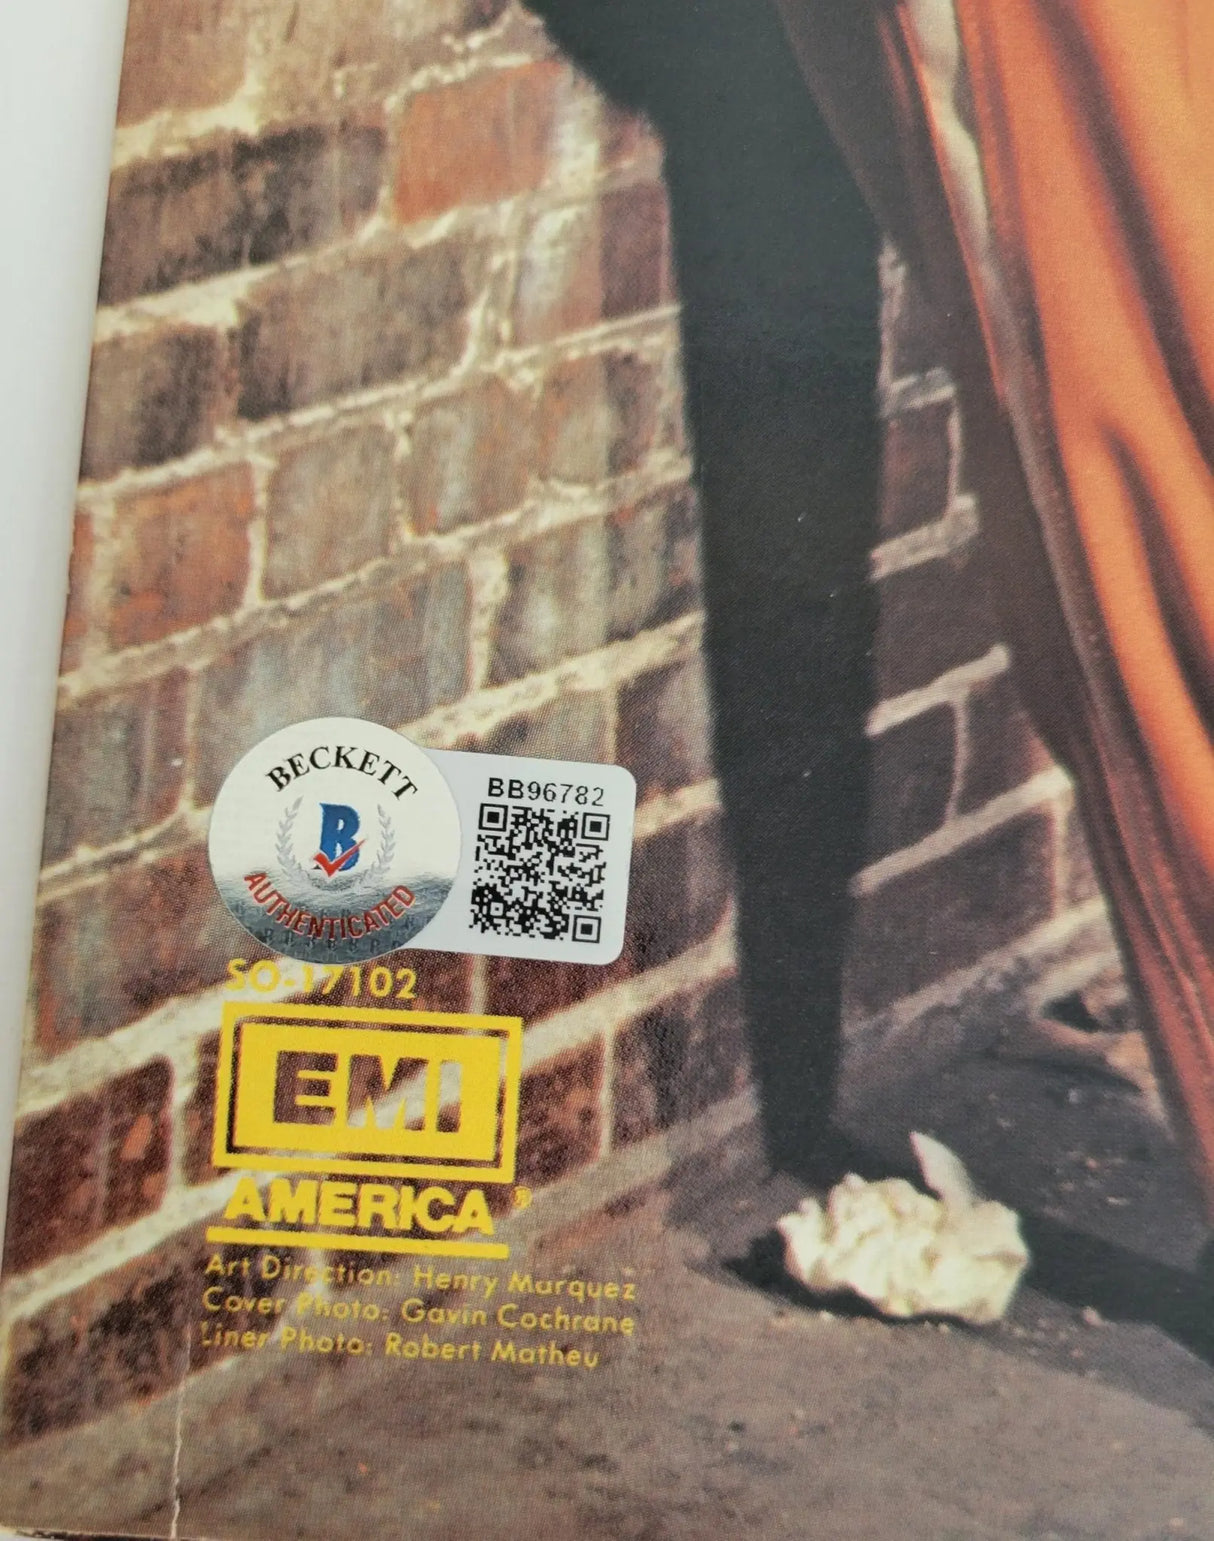 BECKETT
B
AUTHENTICATED
BB96782
SO-17102
EMI
AMERICA®
Art Direction: Henry Marquez
Cover Photo: Gavin Cochrane
Liner Photo: Robert Matheu